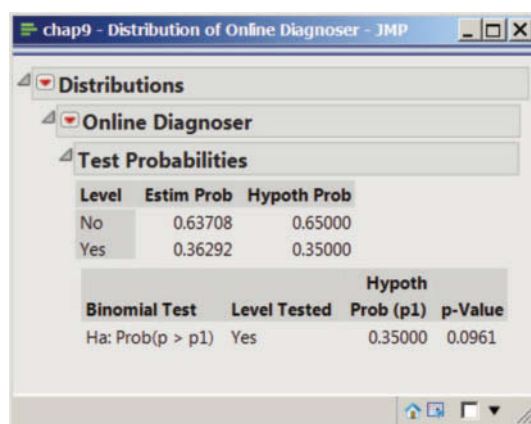 chap9 - Distribution of Online Diagnoser - JMP
Distributions
Online Diagnoser
Test Probabilities
Level Estim Prob Hypoth Prob
No 0.63708 0.65000
Yes 0.36292 0.35000
Hypoth
Binomial Test Level Tested Prob (p1) p-Value
Ha: Prob(p > p1) Yes 0.35000 0.0961